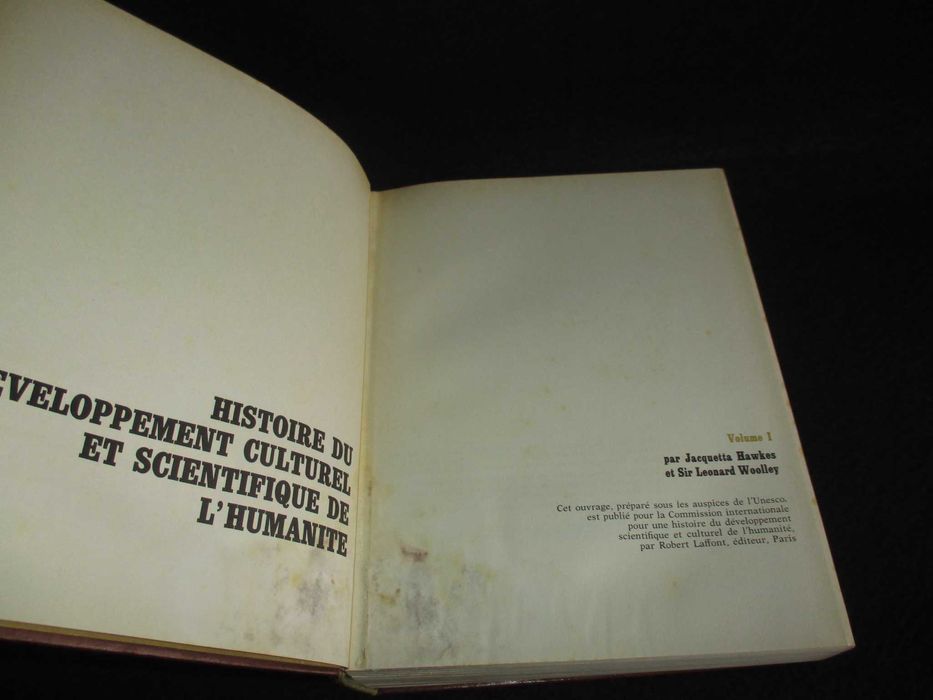 HISTOIRE DU
DEVELOPPEMENT CULTUREL
ET SCIENTIFIQUE DE
L'HUMANITE
Volume I
par Jacquetta Hawkes
et Sir Leonard Woolley
Cet ouvrage, préparé sous les auspices de l'Unesco,
est publié pour la Commission internationale
pour une histoire du développement
scientifique et culturel de l'humanité,
par Robert Laffont, éditeur, Paris